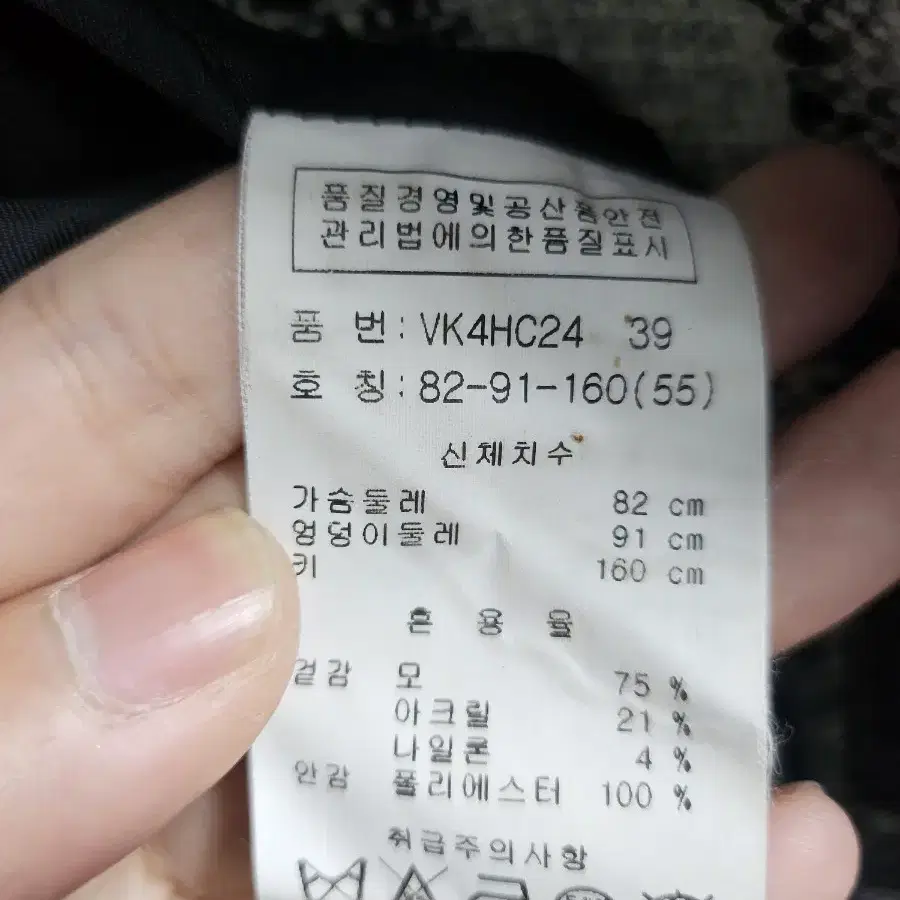 품질경영및공산품안전
관리법에의한품질표시
품 번: VK4HC24 39
호 칭: 82-91-160(55)
신체치수
가슴둘레 82 cm
엉덩이둘레 91 cm
키 160 cm
혼 용 율
겉감 모 75 %
아크릴 21 %
나일론 4 %
안감 폴리에스터 100 %
취급주의사항